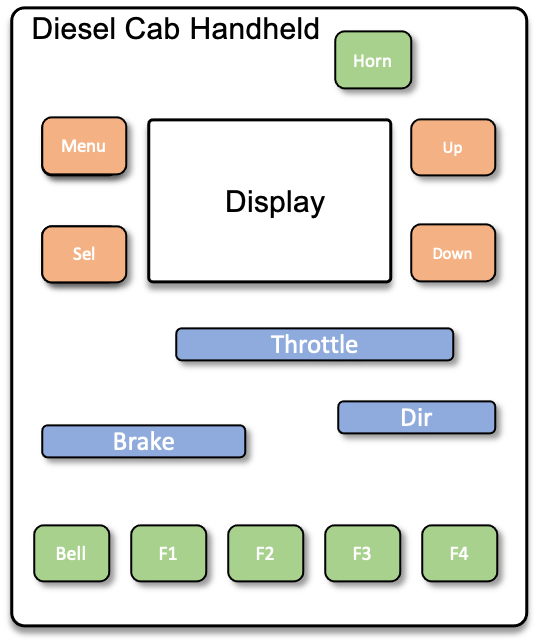 Diesel Cab Handheld
Horn
Menu
Up
Display
Sel
Down
Throttle
Dir
Brake
Bell
F1
F2
F3
F4